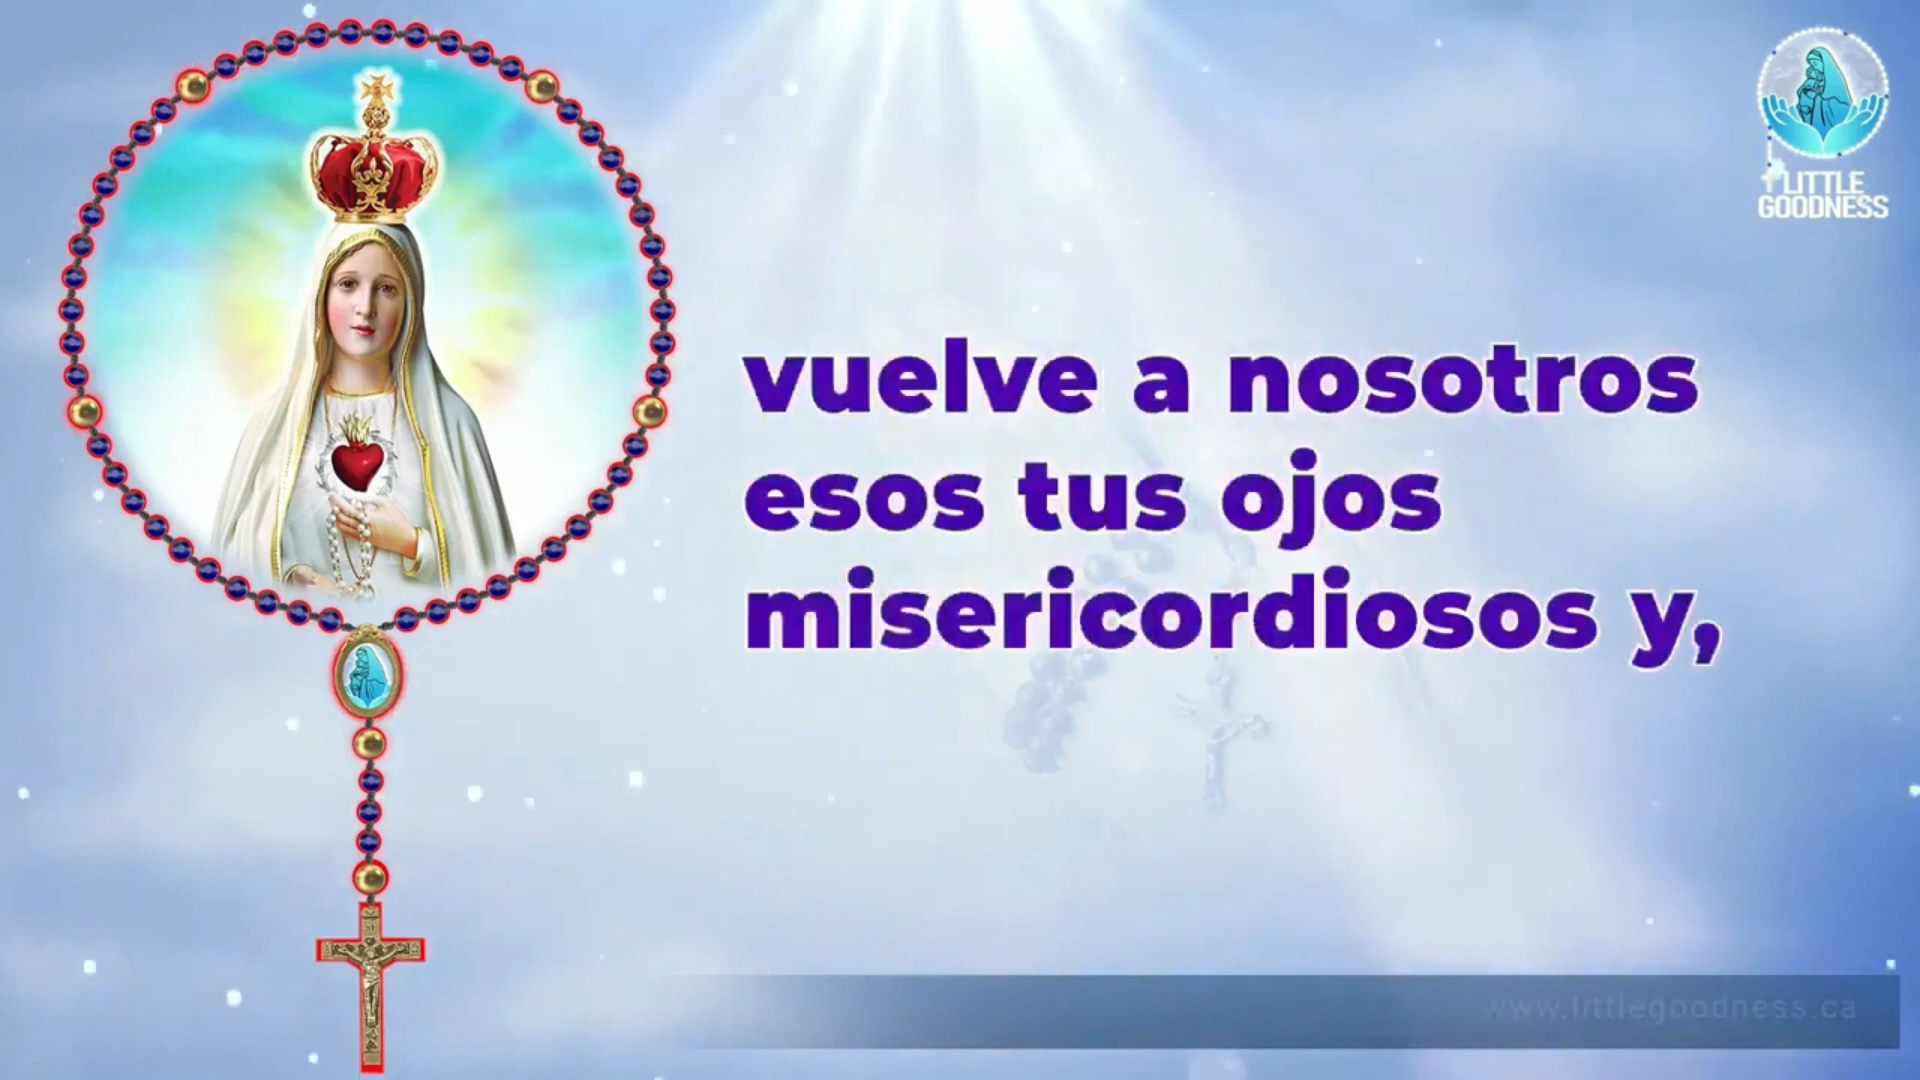 LITTLE
GOODNESS
vuelve a nosotros
esos tus ojos
misericordiosos y,
www.littlegoodness.ca